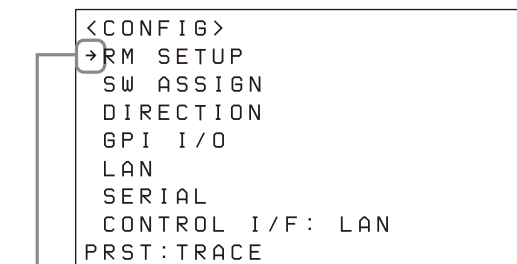 <CONFIG>
→RM SETUP
SW ASSIGN
DIRECTION
GPI I/O
LAN
SERIAL
CONTROL I/F: LAN
PRST:TRACE